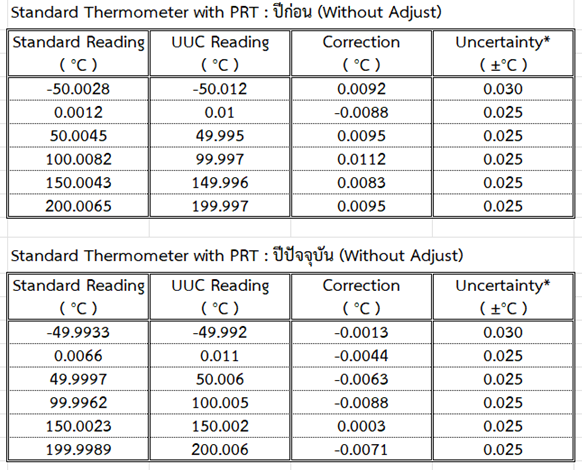 Standard Thermometer with PRT : ปีก่อน (Without Adjust)
Standard Reading UUC Reading Correction Uncertainty*
( °C ) ( °C ) ( °C ) ( ±°C )
-50.0028 -50.012 0.0092 0.030
0.0012 0.01 -0.0088 0.025
50.0045 49.995 0.0095 0.025
100.0082 99.997 0.0112 0.025
150.0043 149.996 0.0083 0.025
200.0065 199.997 0.0095 0.025
Standard Thermometer with PRT : ปีปัจจุบัน (Without Adjust)
Standard Reading UUC Reading Correction Uncertainty*
( °C ) ( °C ) ( °C ) ( ±°C )
-49.9933 -49.992 -0.0013 0.030
0.0066 0.011 -0.0044 0.025
49.9997 50.006 -0.0063 0.025
99.9962 100.005 -0.0088 0.025
150.0023 150.002 0.0003 0.025
199.9989 200.006 -0.0071 0.025